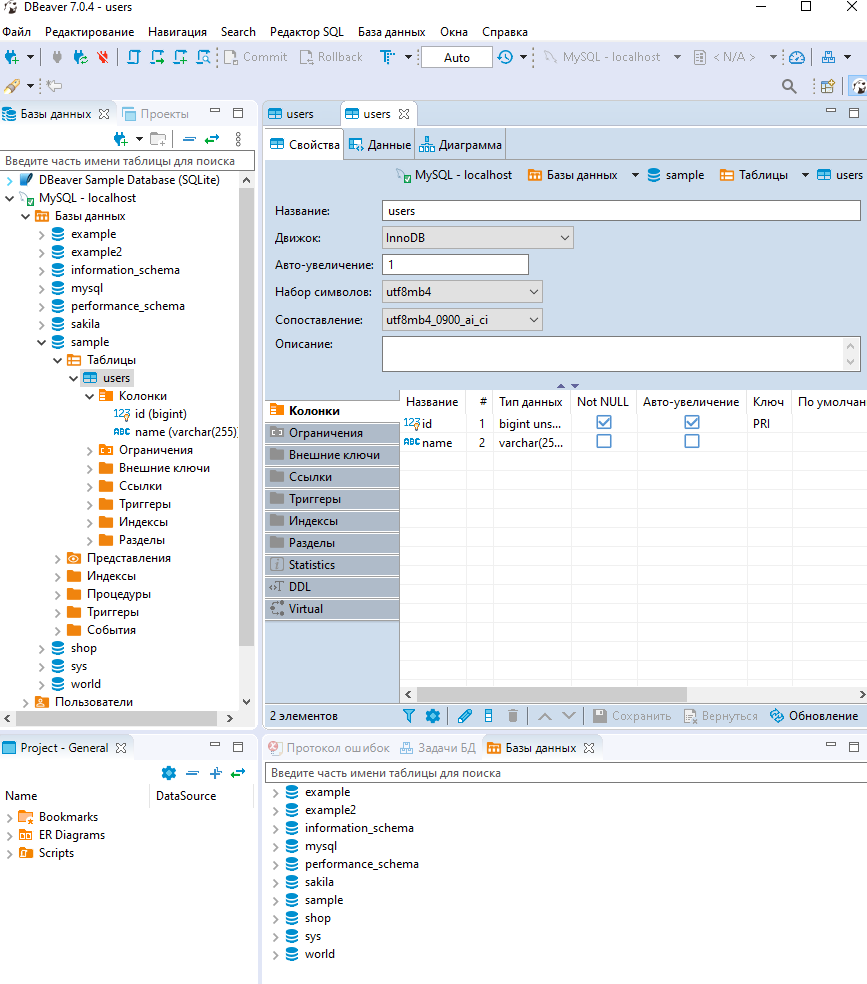 DBeaver 7.0.4 - users
Файл Редактирование Навигация Search Редактор SQL База данных Окна Справка
Commit Rollback Auto MySQL - localhost < N/A >
Базы данных Проекты
Введите часть имени таблицы для поиска
DBeaver Sample Database (SQLite)
MySQL - localhost
Базы данных
example
example2
information_schema
mysql
performance_schema
sakila
sample
Таблицы
users
Колонки
123 id (bigint)
ABC name (varchar(255)
Ограничения
Внешние ключи
Ссылки
Триггеры
Индексы
Разделы
Представления
Индексы
Процедуры
Триггеры
События
shop
sys
world
Пользователи
users users
Свойства Данные Диаграмма
MySQL - localhost Базы данных sample Таблицы users
Название: users
Движок: InnoDB
Авто-увеличение: 1
Набор символов: utf8mb4
Сопоставление: utf8mb4_0900_ai_ci
Описание:
Колонки
Ограничения
Внешние ключи
Ссылки
Триггеры
Индексы
Разделы
Statistics
DDL
Virtual
Название # Тип данных Not NULL Авто-увеличение Ключ По умолчан
123 id 1 bigint uns... PRI
ABC name 2 varchar(25...
2 элементов Сохранить Вернуться Обновление
Project - General
Name DataSource
Bookmarks
ER Diagrams
Scripts
Протокол ошибок Задачи БД Базы данных
Введите часть имени таблицы для поиска
example
example2
information_schema
mysql
performance_schema
sakila
sample
shop
sys
world